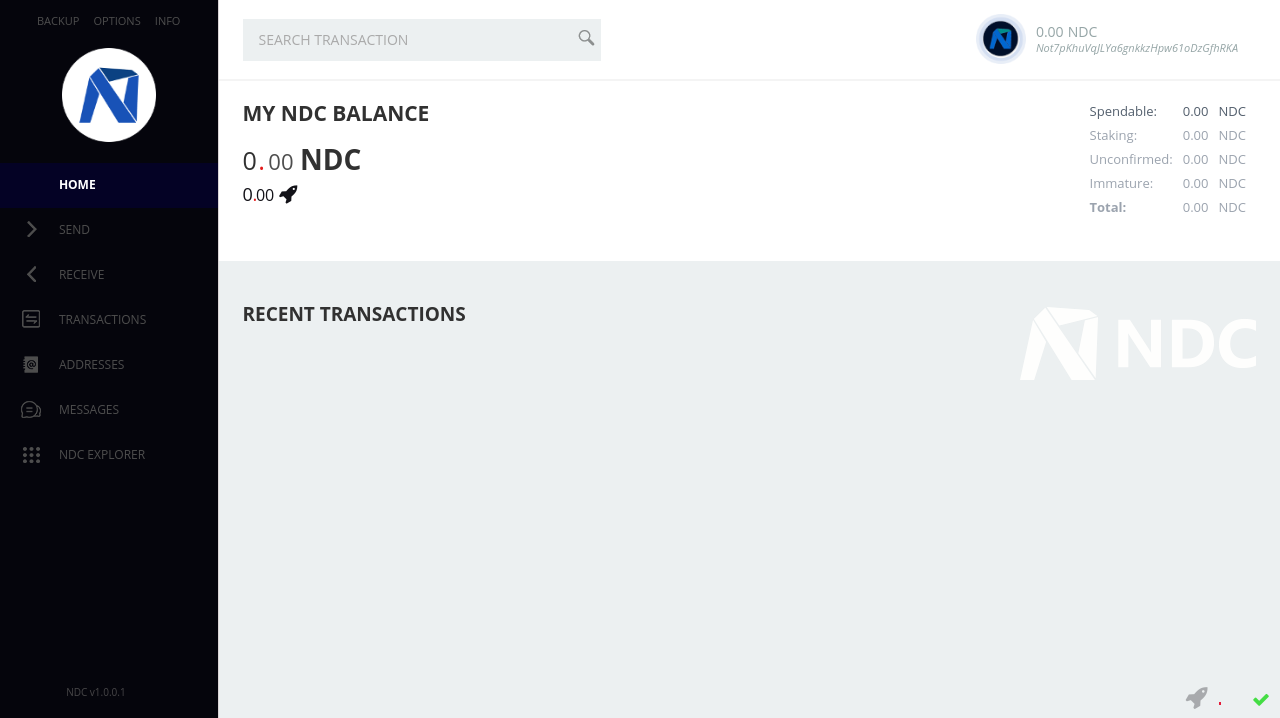 BACKUP OPTIONS INFO
HOME
SEND
RECEIVE
TRANSACTIONS
ADDRESSES
MESSAGES
NDC EXPLORER
NDC v1.0.0.1
SEARCH TRANSACTION
0.00 NDC
Not7pKhuVqJLYa6gnkkzHpw61oDzGfhRKA
MY NDC BALANCE
0.00 NDC
0.00
Spendable: 0.00 NDC
Staking: 0.00 NDC
Unconfirmed: 0.00 NDC
Immature: 0.00 NDC
Total: 0.00 NDC
RECENT TRANSACTIONS
NDC